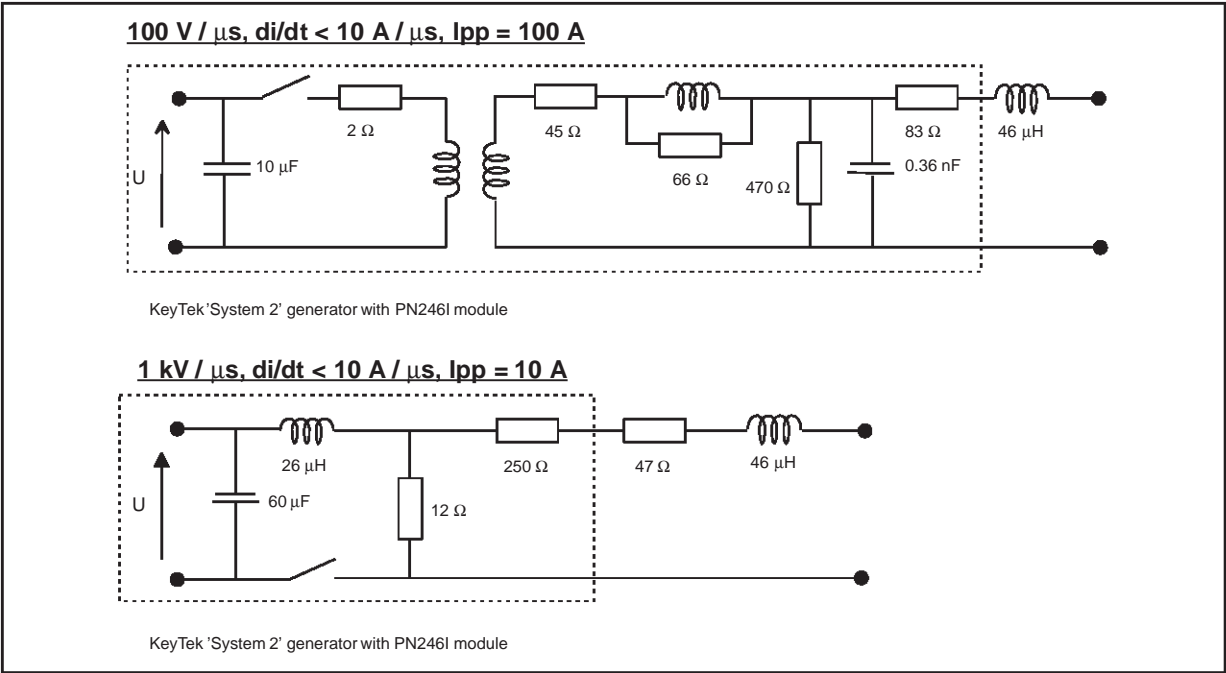 100 V / μs, di/dt < 10 A / μs, Ipp = 100 A
U
10 μF
2 Ω
45 Ω
66 Ω
470 Ω
83 Ω
0.36 nF
46 μH
KeyTek 'System 2' generator with PN246I module
1 kV / μs, di/dt < 10 A / μs, Ipp = 10 A
U
60 μF
26 μH
12 Ω
250 Ω
47 Ω
46 μH
KeyTek 'System 2' generator with PN246I module